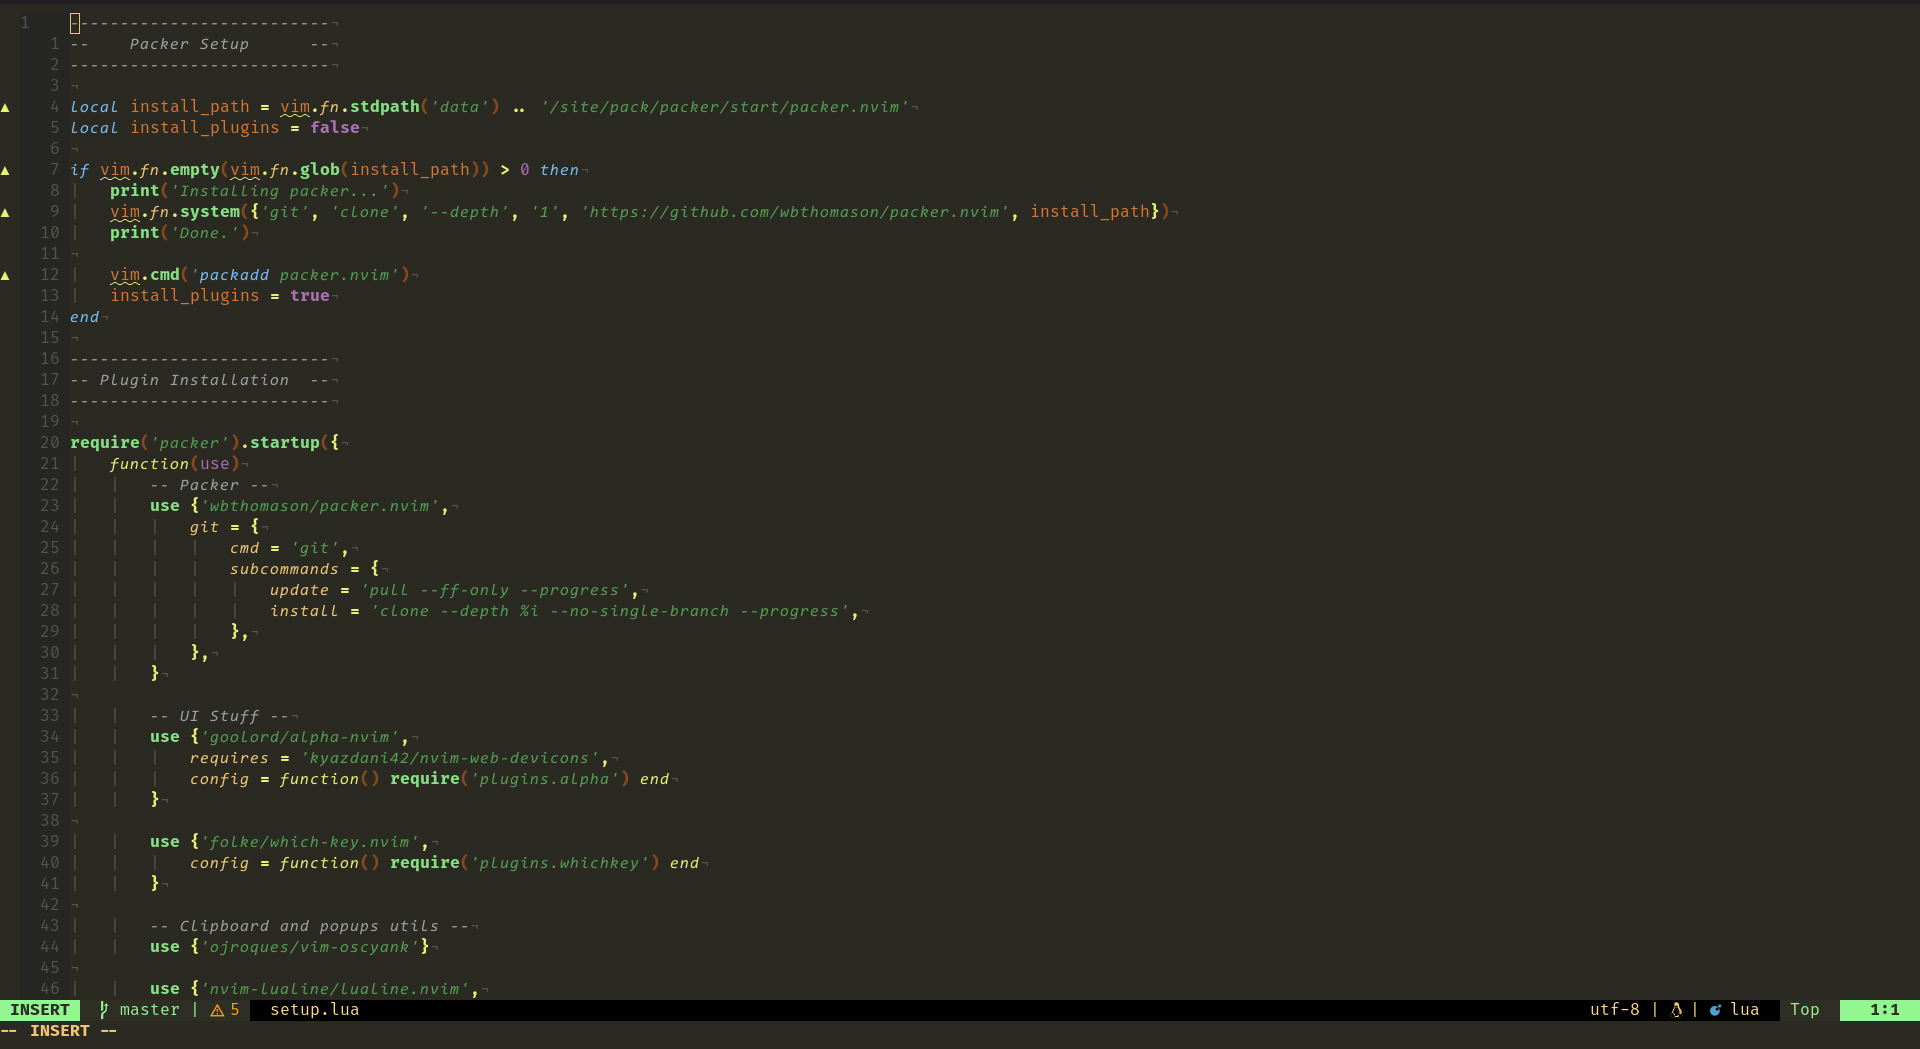 1    --------------------------¬
   1 --    Packer Setup      --¬
   2 --------------------------¬
   3 ¬
▲  4 local install_path = vim.fn.stdpath('data') .. '/site/pack/packer/start/packer.nvim'¬
   5 local install_plugins = false¬
   6 ¬
▲  7 if vim.fn.empty(vim.fn.glob(install_path)) > 0 then¬
   8 |   print('Installing packer...')¬
▲  9 |   vim.fn.system({'git', 'clone', '--depth', '1', 'https://github.com/wbthomason/packer.nvim', install_path})¬
  10 |   print('Done.')¬
  11 ¬
▲ 12 |   vim.cmd('packadd packer.nvim')¬
  13 |   install_plugins = true¬
  14 end¬
  15 ¬
  16 --------------------------¬
  17 -- Plugin Installation  --¬
  18 --------------------------¬
  19 ¬
  20 require('packer').startup({¬
  21 |   function(use)¬
  22 |   |   -- Packer --¬
  23 |   |   use {'wbthomason/packer.nvim',¬
  24 |   |   |   git = {¬
  25 |   |   |   |   cmd = 'git',¬
  26 |   |   |   |   subcommands = {¬
  27 |   |   |   |   |   update = 'pull --ff-only --progress',¬
  28 |   |   |   |   |   install = 'clone --depth %i --no-single-branch --progress',¬
  29 |   |   |   |   },¬
  30 |   |   |   },¬
  31 |   |   }¬
  32 ¬
  33 |   |   -- UI Stuff --¬
  34 |   |   use {'goolord/alpha-nvim',¬
  35 |   |   |   requires = 'kyazdani42/nvim-web-devicons',¬
  36 |   |   |   config = function() require('plugins.alpha') end¬
  37 |   |   }¬
  38 ¬
  39 |   |   use {'folke/which-key.nvim',¬
  40 |   |   |   config = function() require('plugins.whichkey') end¬
  41 |   |   }¬
  42 ¬
  43 |   |   -- Clipboard and popups utils --¬
  44 |   |   use {'ojroques/vim-oscyank'}¬
  45 ¬
  46 |   |   use {'nvim-lualine/lualine.nvim',¬
INSERT master | ⚠ 5 setup.lua utf-8 | | lua Top 1:1
-- INSERT --